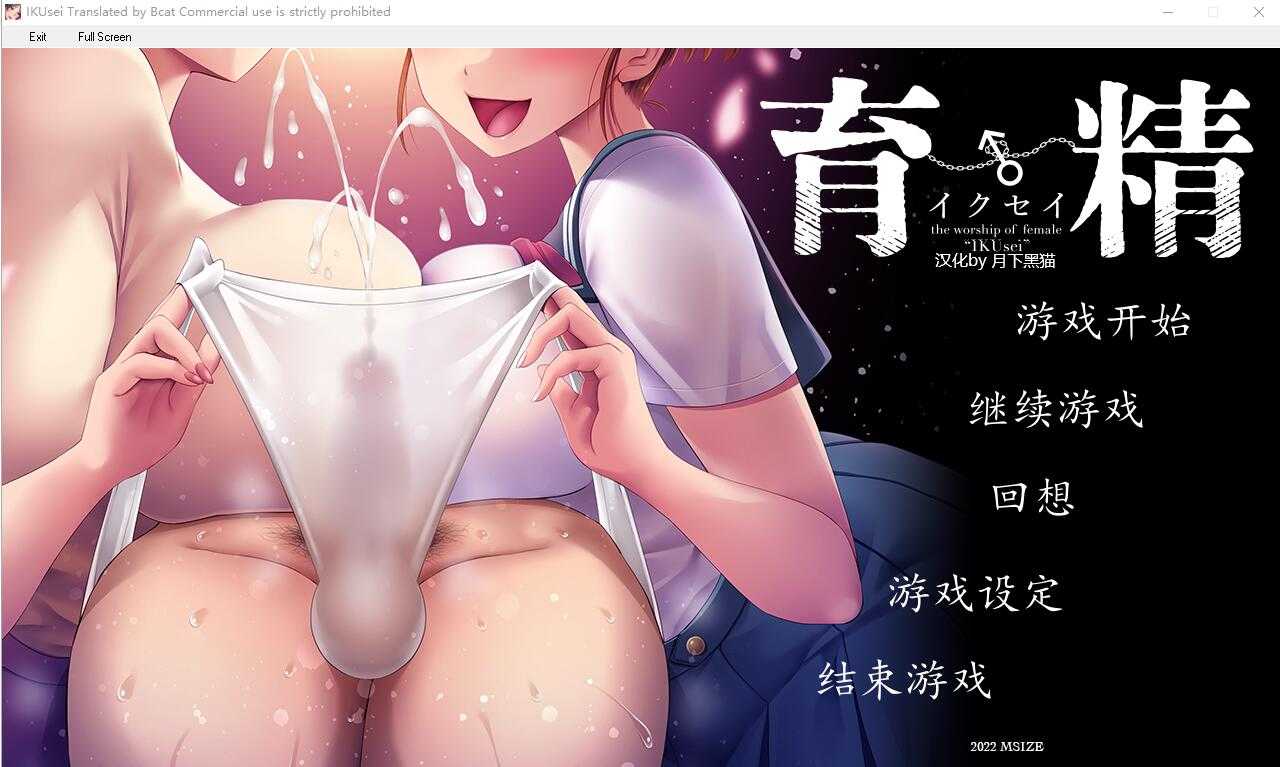 IKUsei Translated by Bcat Commercial use is strictly prohibited
Exit Full Screen
育精
イクセイ
the worship of female
"IKUsei"
汉化by 月下黑猫
游戏开始
继续游戏
回想
游戏设定
结束游戏
2022 MSIZE